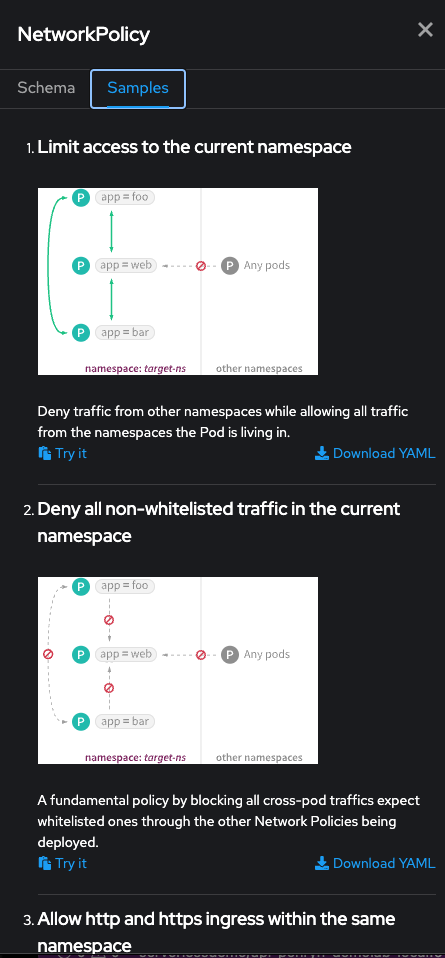 NetworkPolicy
Schema
Samples
1. Limit access to the current namespace
P app = foo
P app = web
P Any pods
P app = bar
namespace: target-ns
other namespaces
Deny traffic from other namespaces while allowing all traffic
from the namespaces the Pod is living in.
Try it
Download YAML
2. Deny all non-whitelisted traffic in the current
namespace
P app = foo
P app = web
P Any pods
P app = bar
namespace: target-ns
other namespaces
A fundamental policy by blocking all cross-pod traffics expect
whitelisted ones through the other Network Policies being
deployed.
Try it
Download YAML
3. Allow http and https ingress within the same
namespace